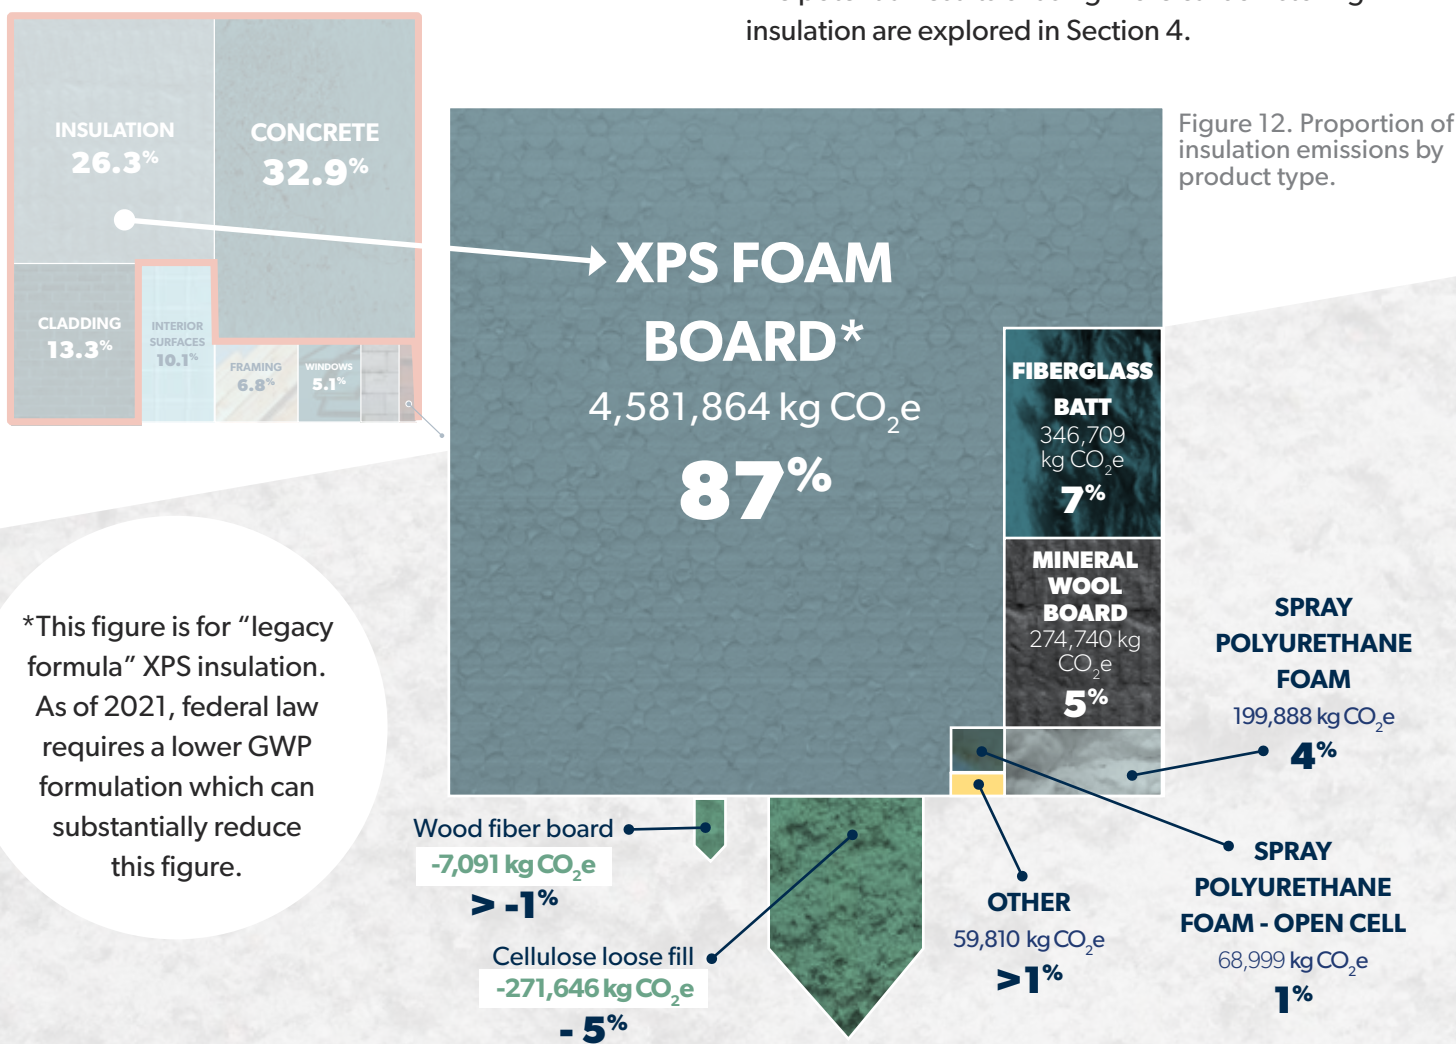 insulation are explored in Section 4.
INSULATION
26.3%
CONCRETE
32.9%
CLADDING
13.3%
INTERIOR
SURFACES
10.1%
FRAMING
6.8%
WINDOWS
5.1%
Figure 12. Proportion of
insulation emissions by
product type.
XPS FOAM
BOARD*
4,581,864 kg CO2e
87%
FIBERGLASS
BATT
346,709
kg CO2e
7%
MINERAL
WOOL
BOARD
274,740 kg
CO2e
5%
SPRAY
POLYURETHANE
FOAM
199,888 kg CO2e
4%
*This figure is for “legacy
formula” XPS insulation.
As of 2021, federal law
requires a lower GWP
formulation which can
substantially reduce
this figure.
Wood fiber board
-7,091 kg CO2e
> -1%
Cellulose loose fill
-271,646 kg CO2e
- 5%
OTHER
59,810 kg CO2e
>1%
SPRAY
POLYURETHANE
FOAM - OPEN CELL
68,999 kg CO2e
1%